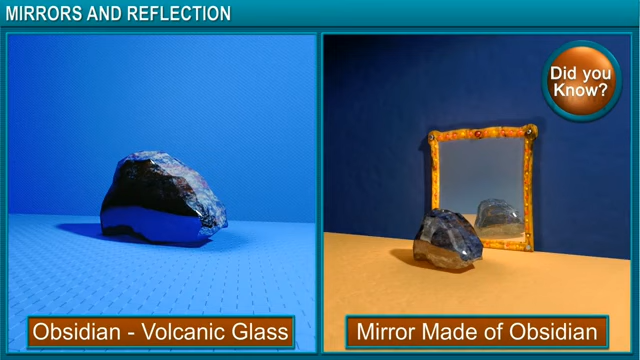 MIRRORS AND REFLECTION
Did you
Know?
Obsidian - Volcanic Glass
Mirror Made of Obsidian